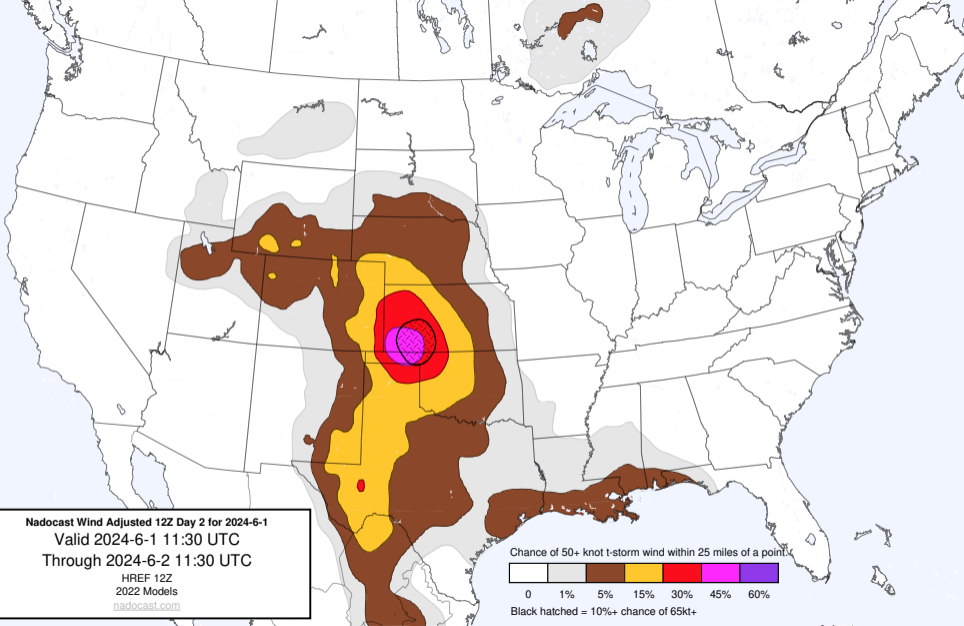 Nadocast Wind Adjusted 12Z Day 2 for 2024-6-1
Valid 2024-6-1 11:30 UTC
Through 2024-6-2 11:30 UTC
HREF 12Z
2022 Models
nadocast.com
Chance of 50+ knot t-storm wind within 25 miles of a point.
0 1% 5% 15% 30% 45% 60%
Black hatched = 10%+ chance of 65kt+